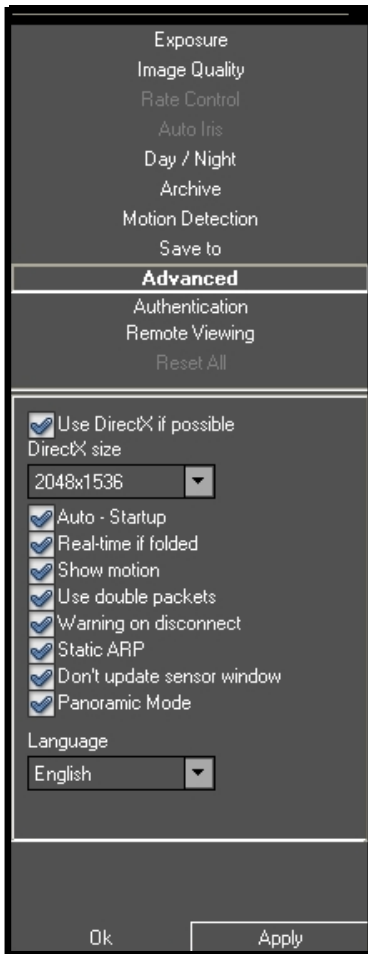 Exposure
Image Quality
Rate Control
Auto Iris
Day / Night
Archive
Motion Detection
Save to
Advanced
Authentication
Remote Viewing
Reset All
Use DirectX if possible
DirectX size
2048x1536
Auto - Startup
Real-time if folded
Show motion
Use double packets
Warning on disconnect
Static ARP
Don't update sensor window
Panoramic Mode
Language
English
Ok Apply